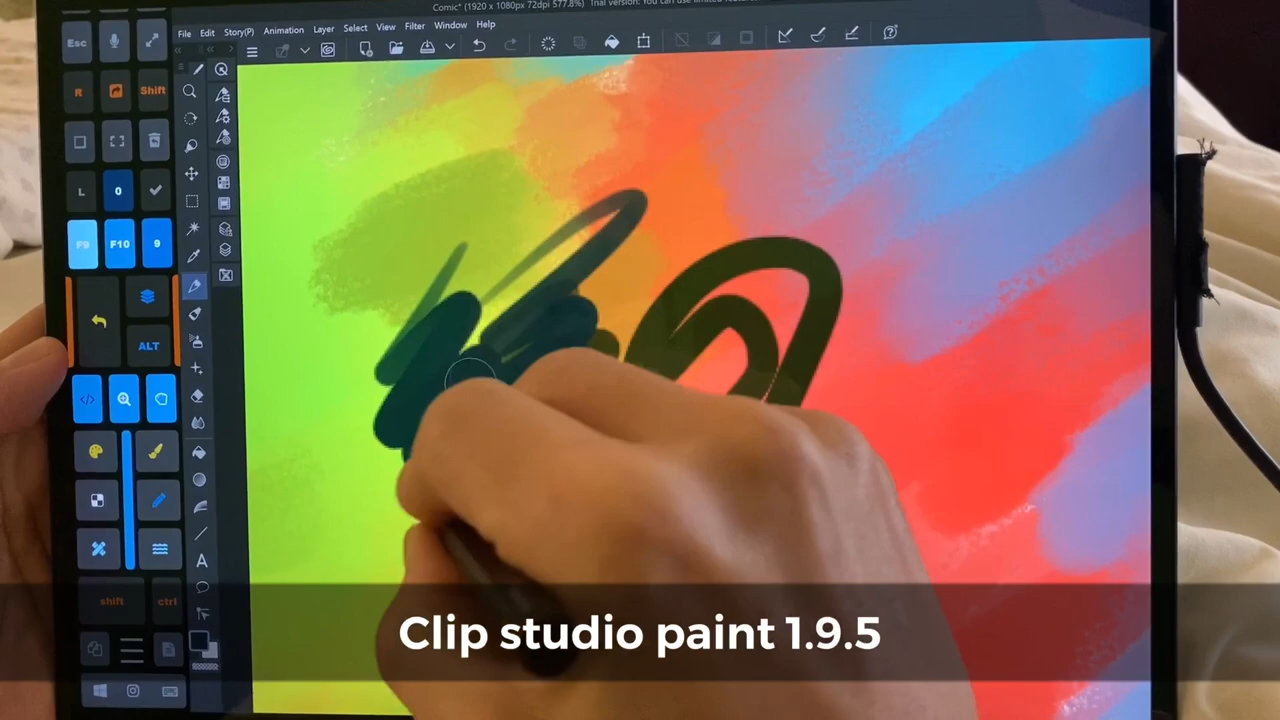 Comic* (1920 x 1080px 72dpi 577.8%) Trial version: You can use limited
File Edit Story(P) Animation Layer Select View Filter Window Help
Esc
R Shift
L 0
F9 F10 9
ALT
</>
A
shift ctrl
Clip studio paint 1.9.5